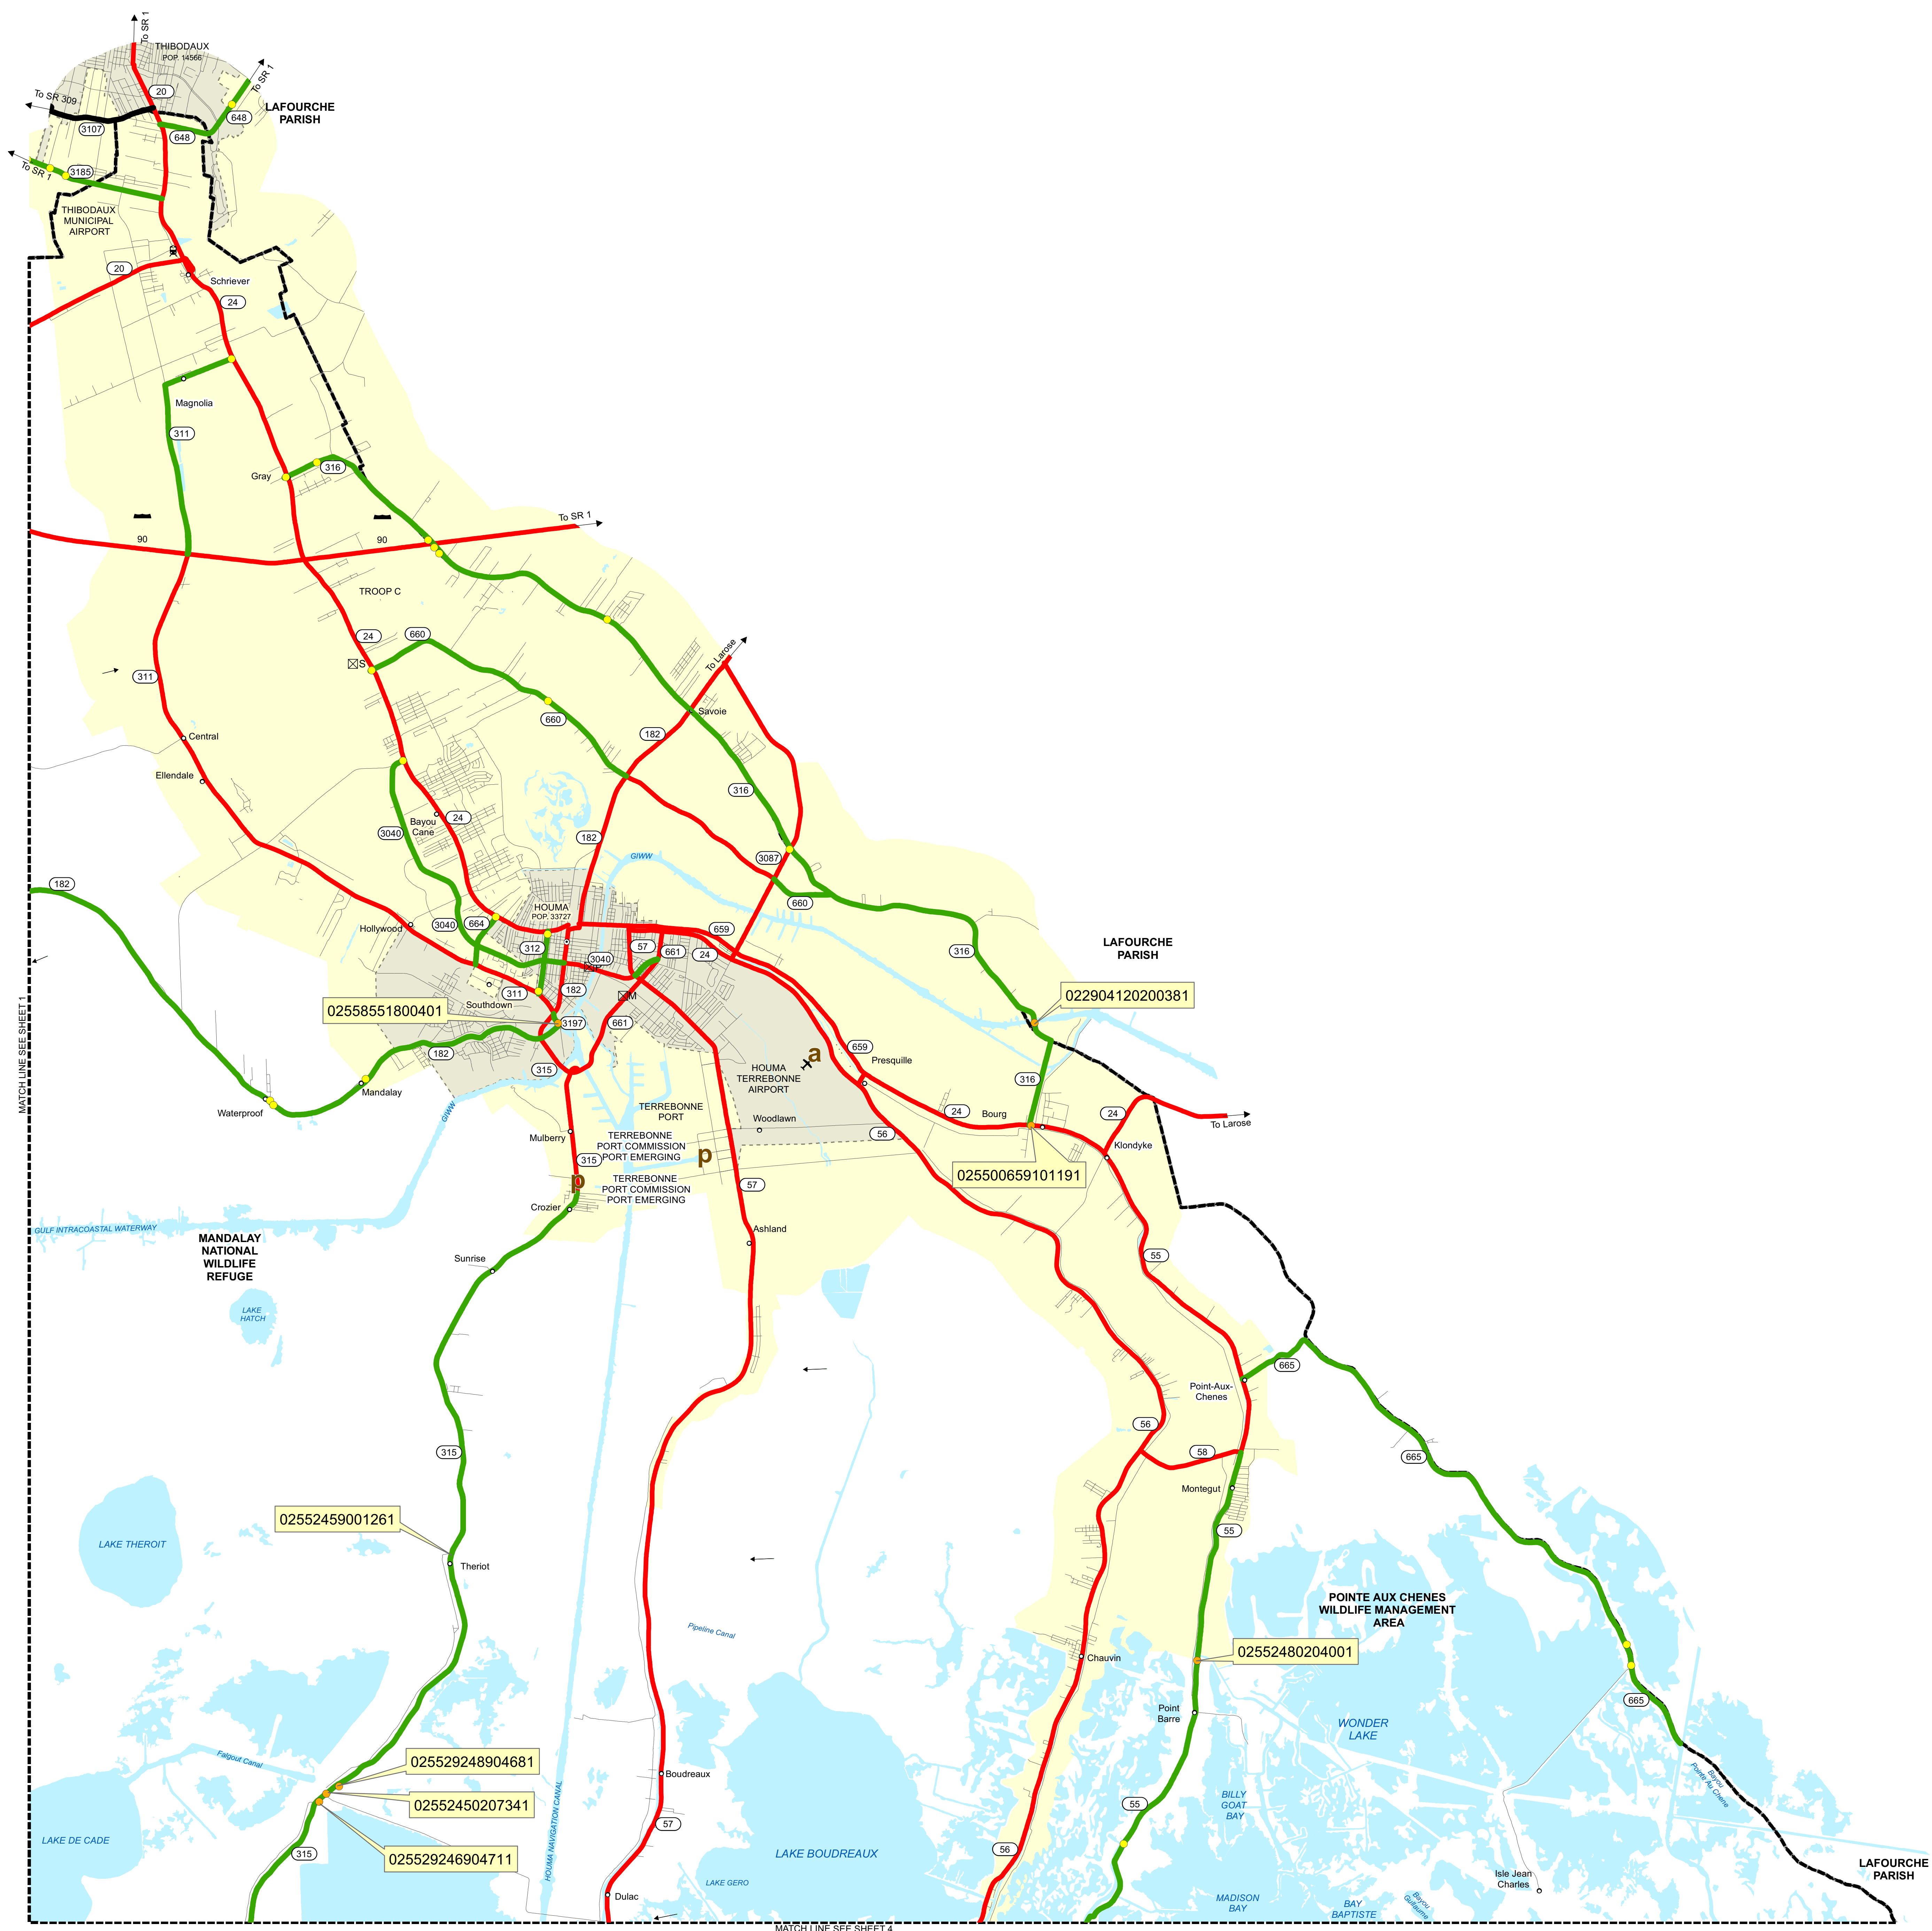 To SR 1
THIBODAUX
POP. 14566
20
To SR 1
To SR 309
648
LAFOURCHE
PARISH
3107
648
To SR 1
3185
THIBODAUX
MUNICIPAL
AIRPORT
20
Schriever
24
Magnolia
311
316
Gray
To SR 1
90
90
TROOP C
24
660
S
To Larose
311
660
Savoie
182
Central
Ellendale
316
Bayou
Cane
24
3040
182
GIWW
3087
182
660
HOUMA
POP. 33727
3040
664
Hollywood
312
57
659
661
24
3040
316
LAFOURCHE
PARISH
311
182
M
Southdown
02558551800401
3197
661
022904120200381
182
315
a
659
Presquille
HOUMA
TERREBONNE
AIRPORT
316
Mandalay
Waterproof
GIWW
TERREBONNE
PORT
Woodlawn
24
Bourg
24
To Larose
Mulberry
TERREBONNE
PORT COMMISSION
PORT EMERGING
56
Klondyke
315
p
p
TERREBONNE
PORT COMMISSION
PORT EMERGING
025500659101191
57
Crozier
MATCH LINE SEE SHEET 1
GULF INTRACOASTAL WATERWAY
Ashland
MANDALAY
NATIONAL
WILDLIFE
REFUGE
Sunrise
55
LAKE
HATCH
665
Point-Aux-
Chenes
56
315
58
665
Montegut
02552459001261
55
LAKE THEROIT
Theriot
POINTE AUX CHENES
WILDLIFE MANAGEMENT
AREA
Pipeline Canal
02552480204001
Chauvin
665
Point
Barre
WONDER
LAKE
Falgout Canal
025529248904681
Boudreaux
Bayou
Pointe Au Chene
02552450207341
BILLY
GOAT
BAY
55
57
HOUMA NAVIGATION CANAL
LAKE DE CADE
315
025529246904711
LAKE BOUDREAUX
56
LAFOURCHE
PARISH
Isle Jean
Charles
LAKE GERO
Dulac
MADISON
BAY
BAY
BAPTISTE
Bayou
Guillaume
MATCH LINE SEE SHEET 4